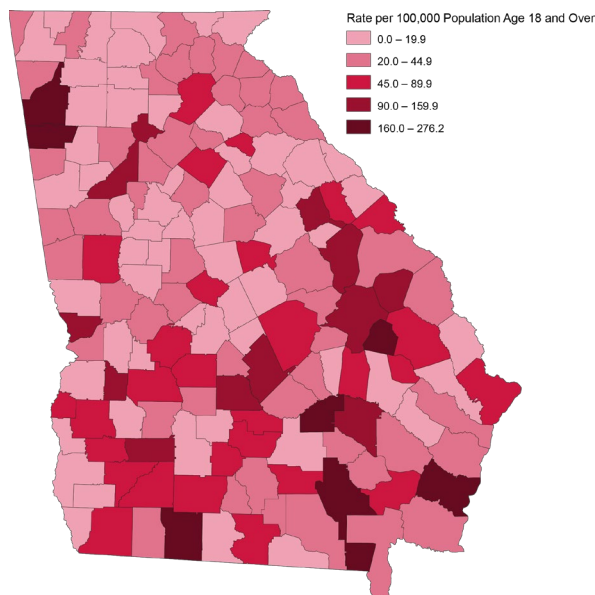 Rate per 100,000 Population Age 18 and Over
0.0 – 19.9
20.0 – 44.9
45.0 – 89.9
90.0 – 159.9
160.0 – 276.2